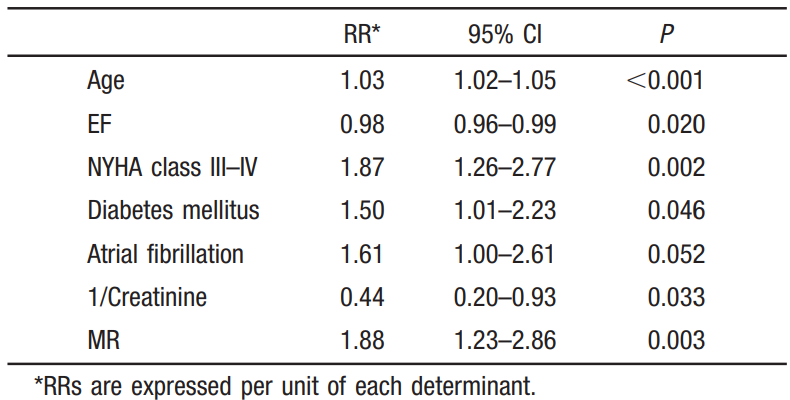 RR* 95% CI P
Age 1.03 1.02–1.05 <0.001
EF 0.98 0.96–0.99 0.020
NYHA class III–IV 1.87 1.26–2.77 0.002
Diabetes mellitus 1.50 1.01–2.23 0.046
Atrial fibrillation 1.61 1.00–2.61 0.052
1/Creatinine 0.44 0.20–0.93 0.033
MR 1.88 1.23–2.86 0.003
*RRs are expressed per unit of each determinant.